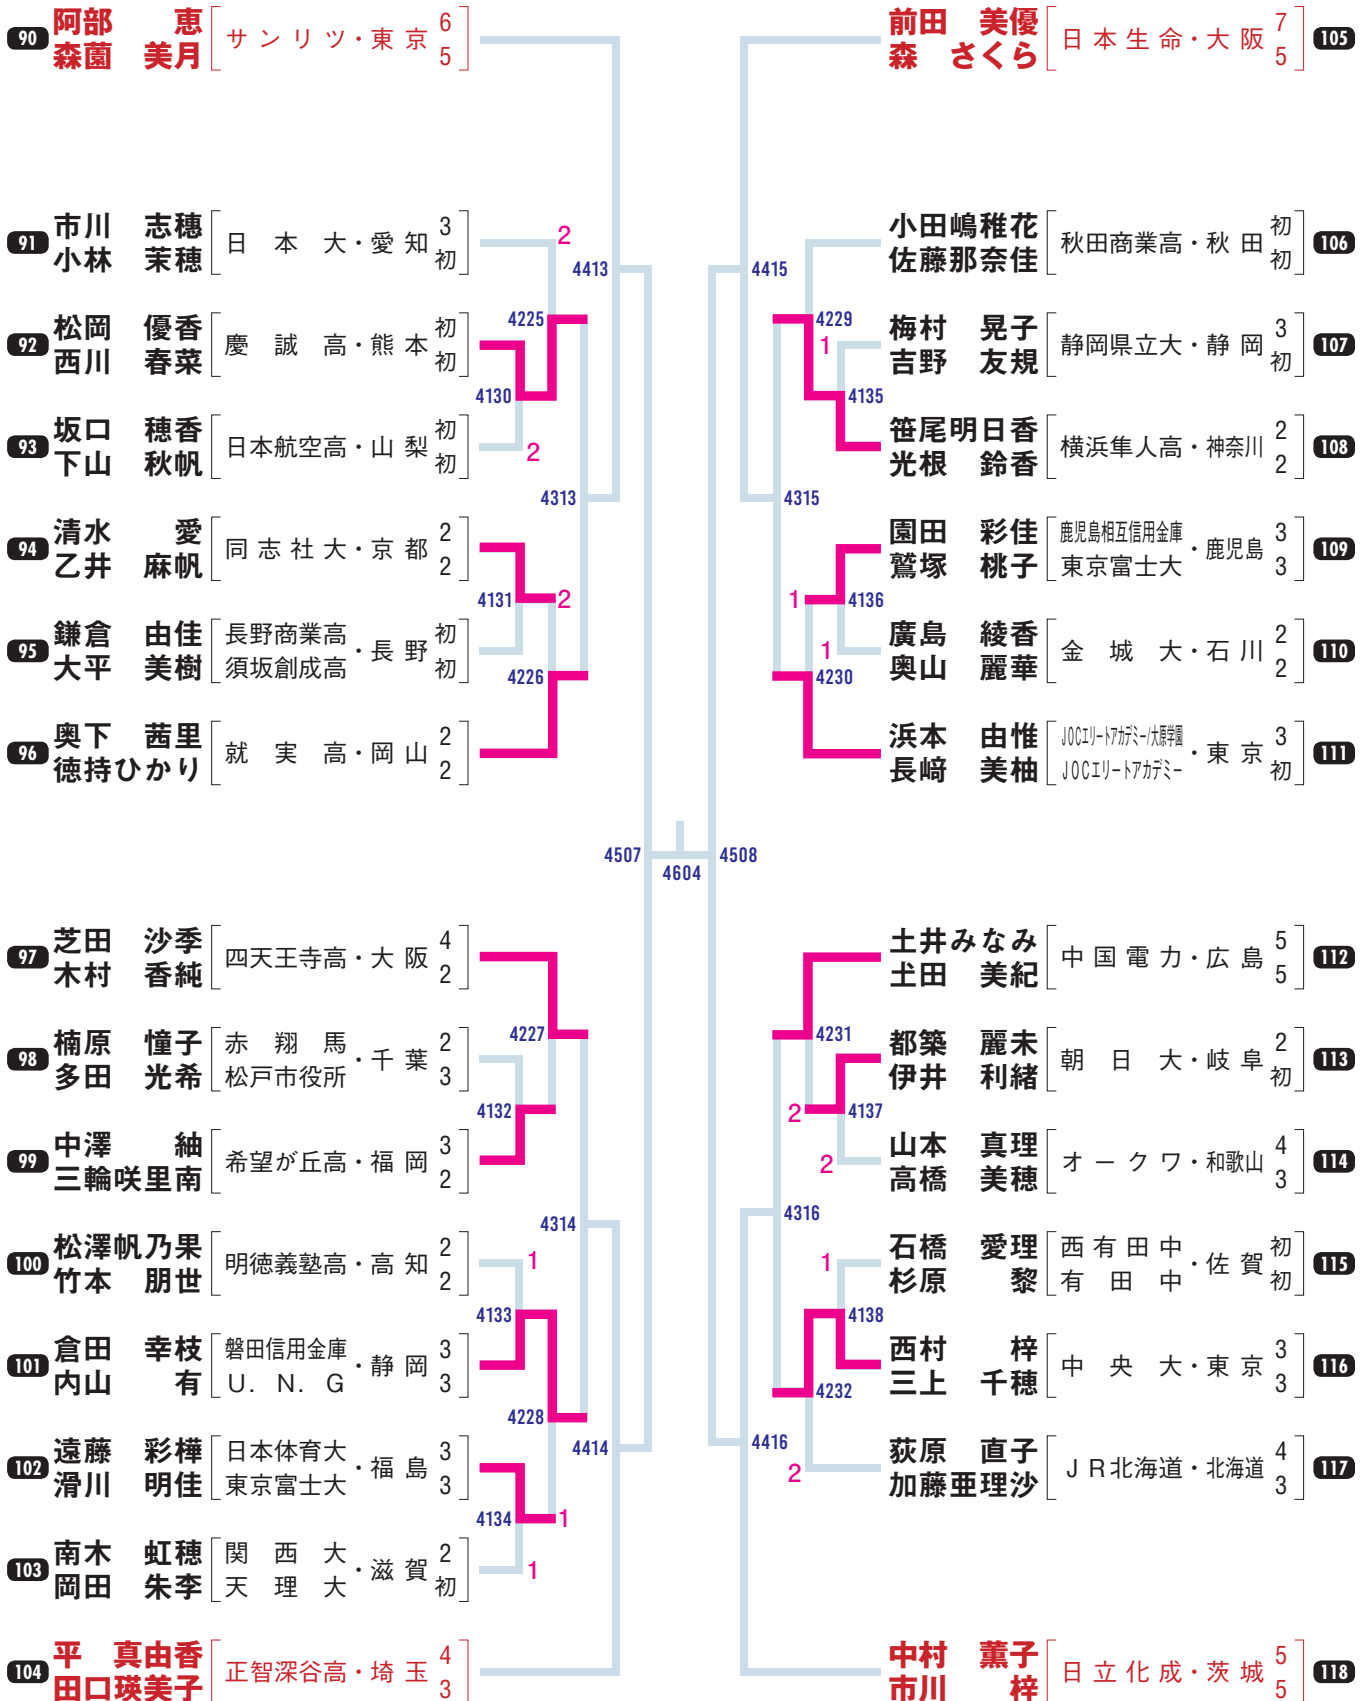 90 阿部 恵 森薗 美月 サンリツ・東京 6 5
91 市川 志穂 小林 茉穂 日本大・愛知 3 初
2
4413
92 松岡 優香 西川 春菜 慶誠高・熊本 初 初
4225
4130
93 坂口 穂香 下山 秋帆 日本航空高・山梨 初 初
2
4313
94 清水 愛 乙井 麻帆 同志社大・京都 2 2
4131
2
95 鎌倉 由佳 大平 美樹 長野商業高 須坂創成高・長野 初 初
4226
96 奥下 茜里 徳持ひかり 就実高・岡山 2 2
4507
4604
97 芝田 沙季 木村 香純 四天王寺高・大阪 4 2
4227
98 楠原 憧子 多田 光希 赤翔馬 松戸市役所・千葉 2 3
4132
99 中澤 紬 三輪咲里南 希望が丘高・福岡 3 2
4314
100 松澤帆乃果 竹本 朋世 明徳義塾高・高知 2 2
1
4133
101 倉田 幸枝 内山 有 磐田信用金庫 U.N.G・静岡 3 3
4228
4414
102 遠藤 彩樺 滑川 明佳 日本体育大 東京富士大・福島 3 3
4134
1
103 南木 虹穂 岡田 朱李 関西大 天理大・滋賀 2 初
1
104 平 真由香 田口瑛美子 正智深谷高・埼玉 4 3
前田 美優 森 さくら 日本生命・大阪 7 5 105
4415
小田嶋稚花 佐藤那奈佳 秋田商業高・秋田 初 初 106
4229
1
梅村 晃子 吉野 友規 静岡県立大・静岡 3 初 107
4135
笹尾明日香 光根 鈴香 横浜隼人高・神奈川 2 2 108
4315
園田 彩佳 鷲塚 桃子 鹿児島相互信用金庫 東京富士大・鹿児島 3 3 109
1
4136
1
廣島 綾香 奥山 麗華 金城大・石川 2 2 110
4230
浜本 由惟 長﨑 美柚 JOCエリートアカデミー/大原学園 JOCエリートアカデミー・東京 3 初 111
4508
土井みなみ 𡈽田 美紀 中国電力・広島 5 5 112
4231
都築 麗未 伊井 利緒 朝日大・岐阜 2 初 113
2
4137
2
山本 真理 高橋 美穂 オークワ・和歌山 4 3 114
4316
1
石橋 愛理 杉原 黎 西有田中 有田中・佐賀 初 初 115
4138
西村 梓 三上 千穂 中央大・東京 3 3 116
4232
4416
2
荻原 直子 加藤亜理沙 JR北海道・北海道 4 3 117
中村 薫子 市川 梓 日立化成・茨城 5 5 118